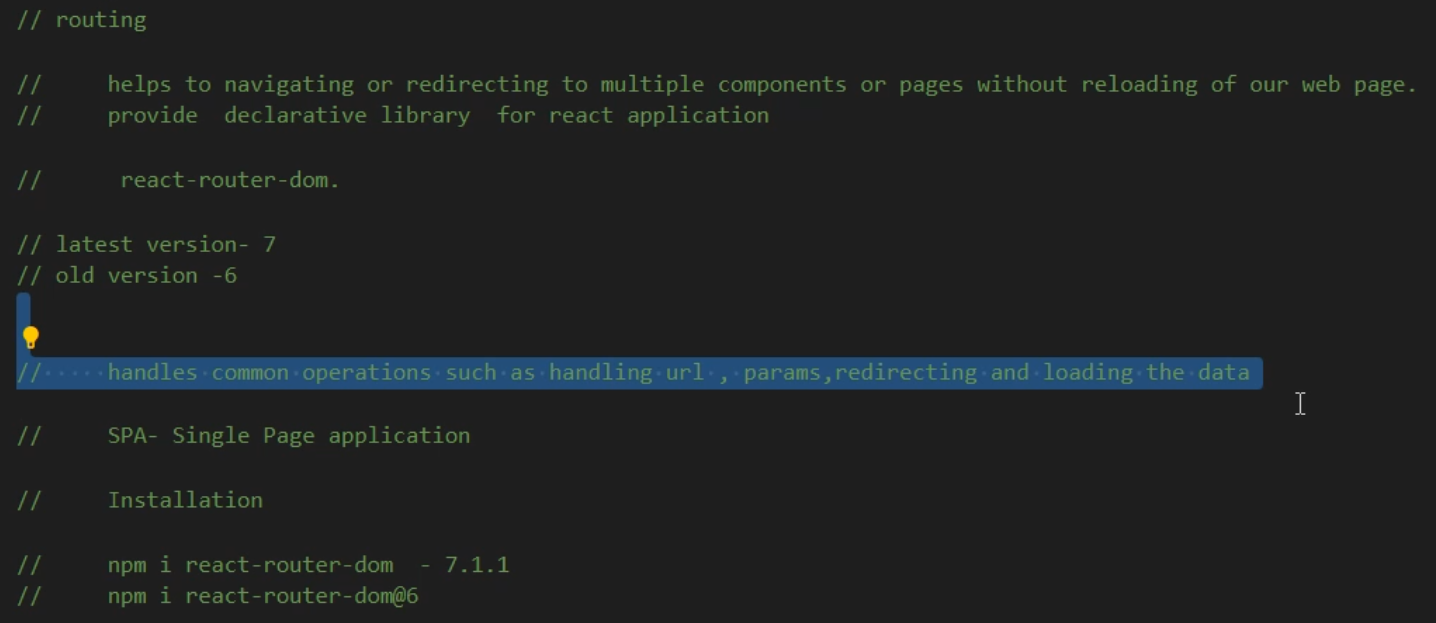 // routing
// helps to navigating or redirecting to multiple components or pages without reloading of our web page.
// provide  declarative library  for react application
// react-router-dom.
// latest version- 7
// old version -6
// handles common operations such as handling url , params,redirecting and loading the data
// SPA- Single Page application
// Installation
// npm i react-router-dom  - 7.1.1
// npm i react-router-dom@6